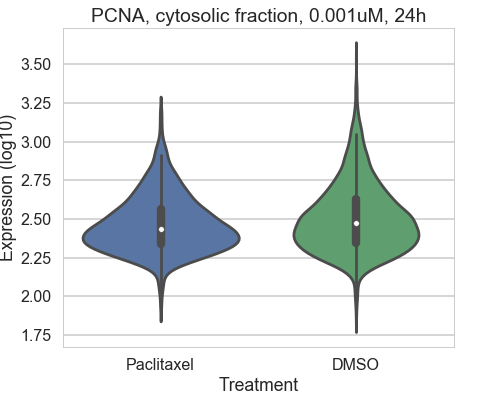 PCNA, cytosolic fraction, 0.001uM, 24h
Expression (log10)
3.50
3.25
3.00
2.75
2.50
2.25
2.00
1.75
Paclitaxel
DMSO
Treatment